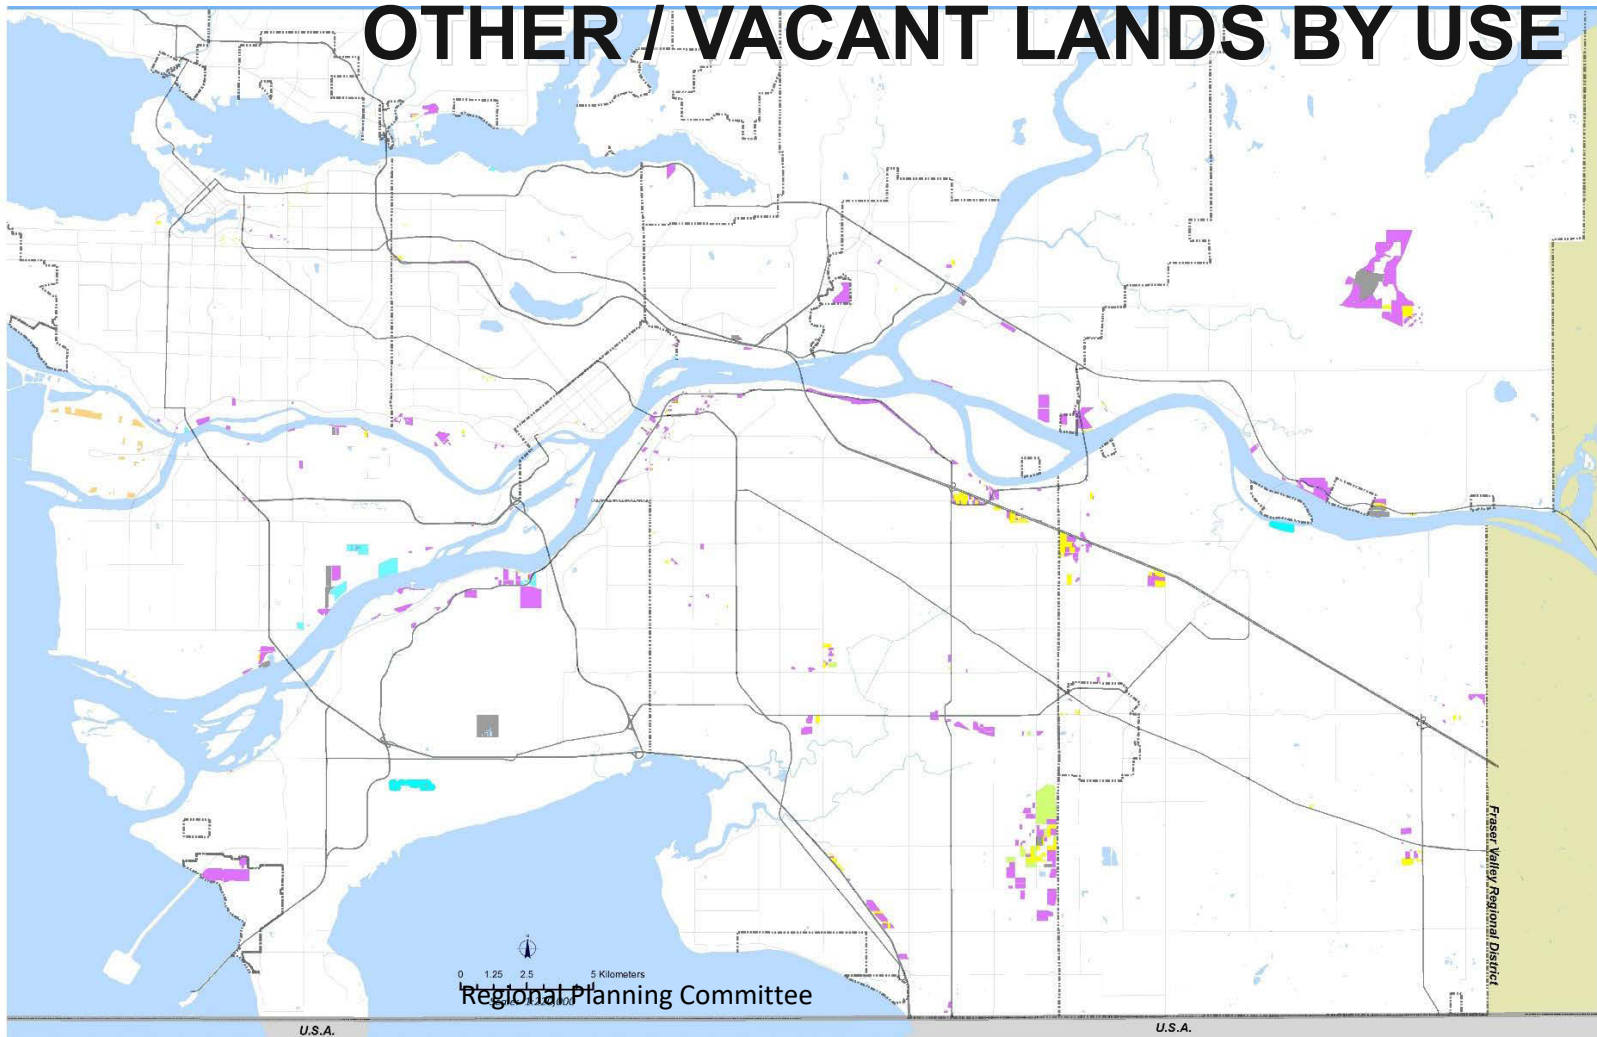 OTHER / VACANT LANDS BY USE
Fraser Valley Regional District
0 1.25 2.5 5 Kilometers
Regional Planning Committee
U.S.A.
U.S.A.